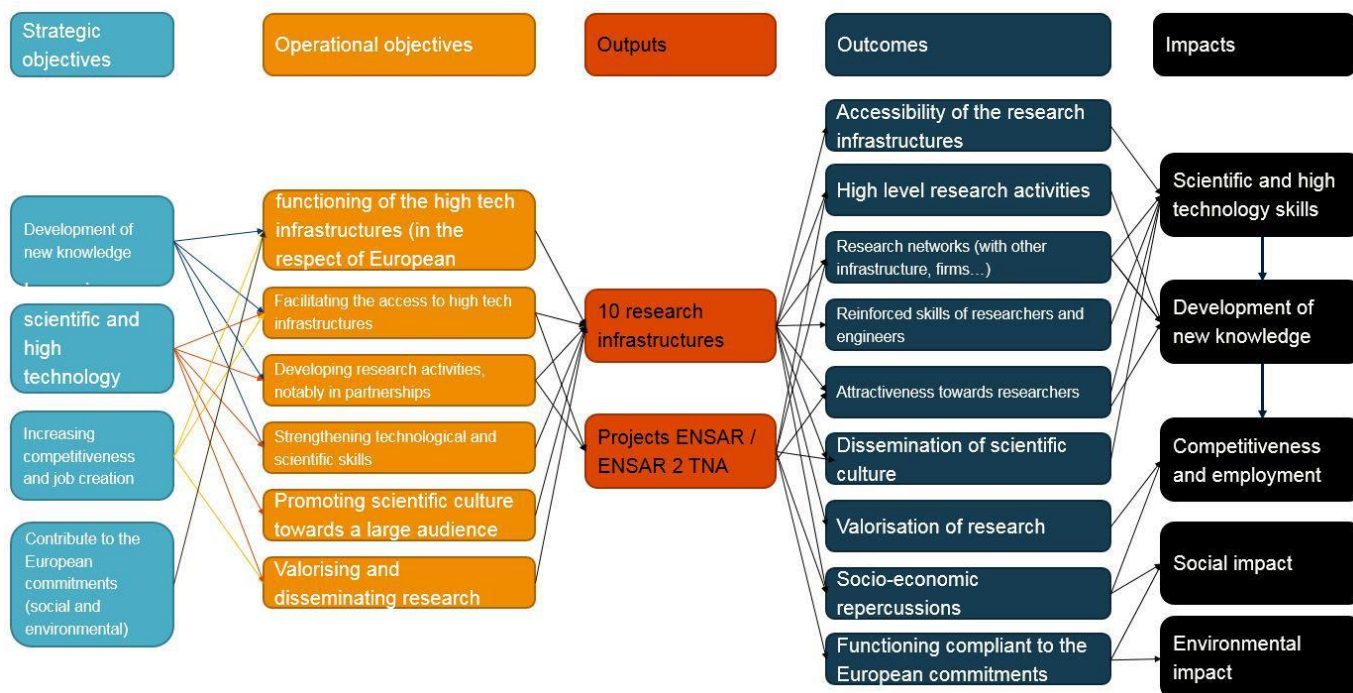 Strategic
objectives
Operational objectives
Outputs
Outcomes
Impacts
Development of
new knowledge
scientific and
high
technology
Increasing
competitiveness
and job creation
Contribute to the
European
commitments
(social and
environmental)
functioning of the high tech
infrastructures (in the
respect of European
Facilitating the access to high tech
infrastructures
Developing research activities,
notably in partnerships
Strengthening technological and
scientific skills
Promoting scientific culture
towards a large audience
Valorising and
disseminating research
10 research
infrastructures
Projects ENSAR /
ENSAR 2 TNA
Accessibility of the research
infrastructures
High level research activities
Research networks (with other
infrastructure, firms…)
Reinforced skills of researchers and
engineers
Attractiveness towards researchers
Dissemination of scientific
culture
Valorisation of research
Socio-economic
repercussions
Functioning compliant to the
European commitments
Scientific and high
technology skills
Development of
new knowledge
Competitiveness
and employment
Social impact
Environmental
impact